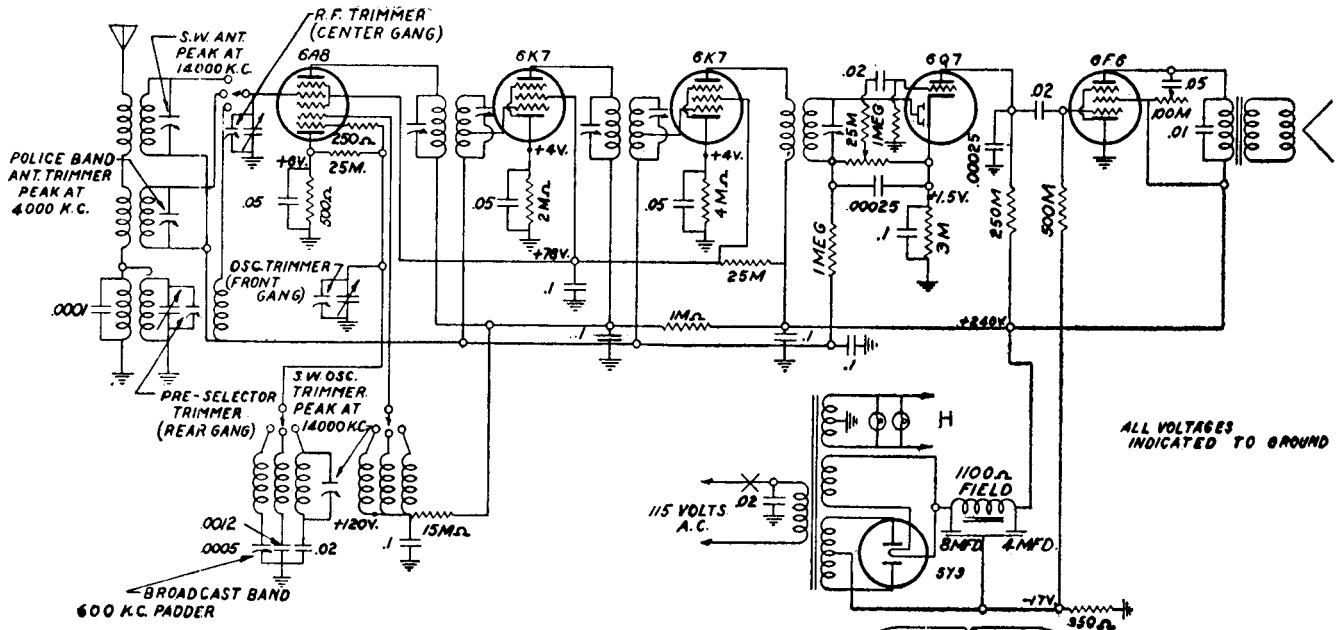 R.F. TRIMMER
(CENTER GANG)
S.W. ANT.
PEAK AT
14000 K.C.
6A8
6K7
6K7
6Q7
6F6
.02
.02
.05
100M
.01
25M
1MEG
.00025
250Ω
25M.
+6V.
.05
500Ω
+4V.
.05
2MΩ
+4V.
.05
4MΩ
.00025
+1.5V.
.1
3M
250M
500M
1MEG
POLICE BAND
ANT. TRIMMER
PEAK AT
4000 K.C.
+78V.
25M
.1
OSC. TRIMMER
(FRONT
GANG)
.0001
1MΩ
+240V.
.1
.1
.1
PRE-SELECTOR
TRIMMER
(REAR GANG)
S.W. OSC.
TRIMMER
PEAK AT
14000 K.C.
H
ALL VOLTAGES
INDICATED TO GROUND
115 VOLTS
A.C.
.02
1100Ω
FIELD
8MFD.
4MFD.
5Y3
-17V.
350Ω
.0012
.0005
.02
+120V.
.1
15MΩ
BROADCAST BAND
600 K.C. PADDER